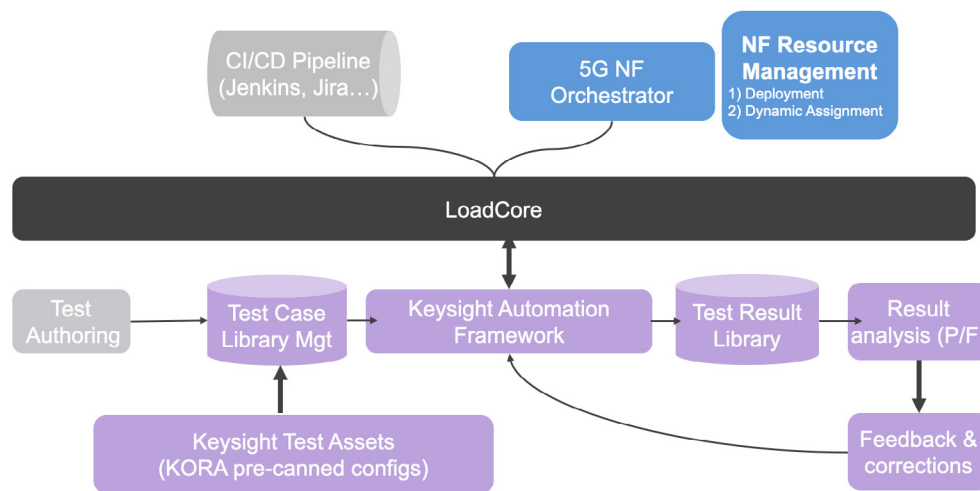 CI/CD Pipeline
(Jenkins, Jira…)
5G NF
Orchestrator
NF Resource
Management
1) Deployment
2) Dynamic Assignment
LoadCore
Test
Authoring
Test Case
Library Mgt
Keysight Automation
Framework
Test Result
Library
Result
analysis (P/F
Keysight Test Assets
(KORA pre-canned configs)
Feedback &
corrections